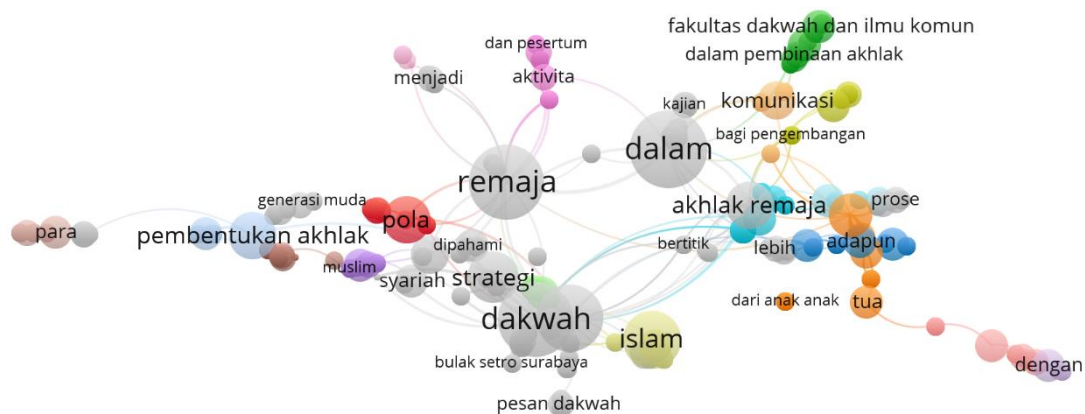 fakultas dakwah dan ilmu komun
dan pesertum
dalam pembinaan akhlak
menjadi
aktivita
kajian
komunikasi
bagi pengembangan
dalam
remaja
generasi muda
akhlak remaja
prose
pola
para
pembentukan akhlak
dipahami
bertitik
lebih
adapun
muslim
syariah
strategi
dari anak anak
tua
dakwah
islam
bulak setro surabaya
dengan
pesan dakwah